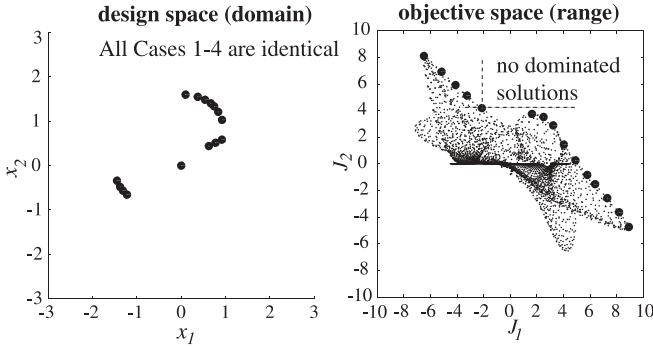 design space (domain)
All Cases 1-4 are identical
3
2
1
0
-1
-2
-3
x2
-3 -2 -1 0 1 2 3
x1
objective space (range)
no dominated
solutions
10
8
6
4
2
0
-2
-4
-6
-8
-10
J2
-10 -8 -6 -4 -2 0 2 4 6 8 10
J1